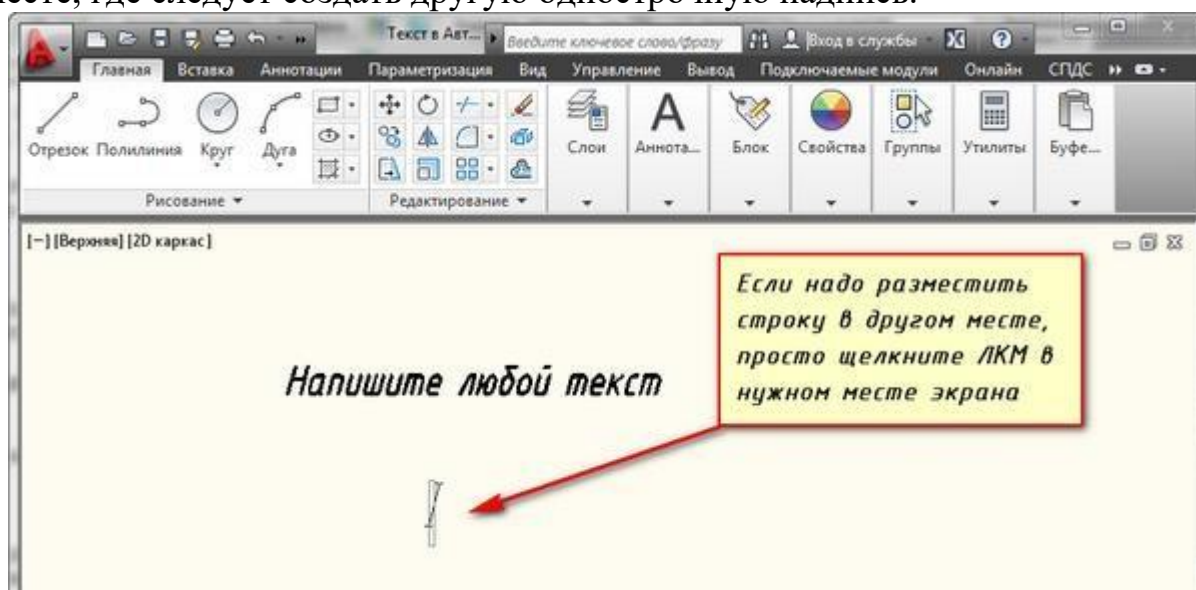 месте, где следует создать другую однострочную надпись.
Текст в Авт...
Введите ключевое слово/фразу
Вход в службы
Главная Вставка Аннотации Параметризация Вид Управление Вывод Подключаемые модули Онлайн СПДС
Отрезок Полилиния Круг Дуга
Слои Аннота... Блок Свойства Группы Утилиты Буфе...
Рисование Редактирование
[−][Верхняя][2D каркас]
Если надо разместить
строку в другом месте,
просто щелкните ЛКМ в
нужном месте экрана
Напишите любой текст